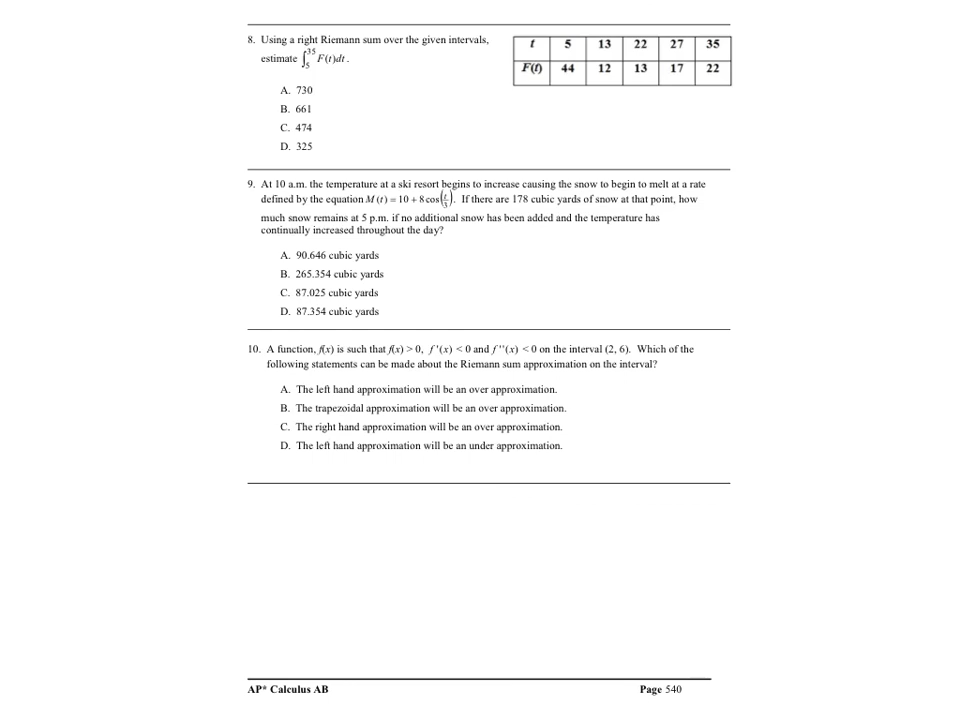 8. Using a right Riemann sum over the given intervals,
estimate ∫₅³⁵ F(t)dt.
t 5 13 22 27 35
F(t) 44 12 13 17 22
A. 730
B. 661
C. 474
D. 325
9. At 10 a.m. the temperature at a ski resort begins to increase causing the snow to begin to melt at a rate
defined by the equation M (t) = 10 + 8 cos(t/3). If there are 178 cubic yards of snow at that point, how
much snow remains at 5 p.m. if no additional snow has been added and the temperature has
continually increased throughout the day?
A. 90.646 cubic yards
B. 265.354 cubic yards
C. 87.025 cubic yards
D. 87.354 cubic yards
10. A function, f(x) is such that f(x) > 0, f '(x) < 0 and f ''(x) < 0 on the interval (2, 6). Which of the
following statements can be made about the Riemann sum approximation on the interval?
A. The left hand approximation will be an over approximation.
B. The trapezoidal approximation will be an over approximation.
C. The right hand approximation will be an over approximation.
D. The left hand approximation will be an under approximation.
AP* Calculus AB Page 540